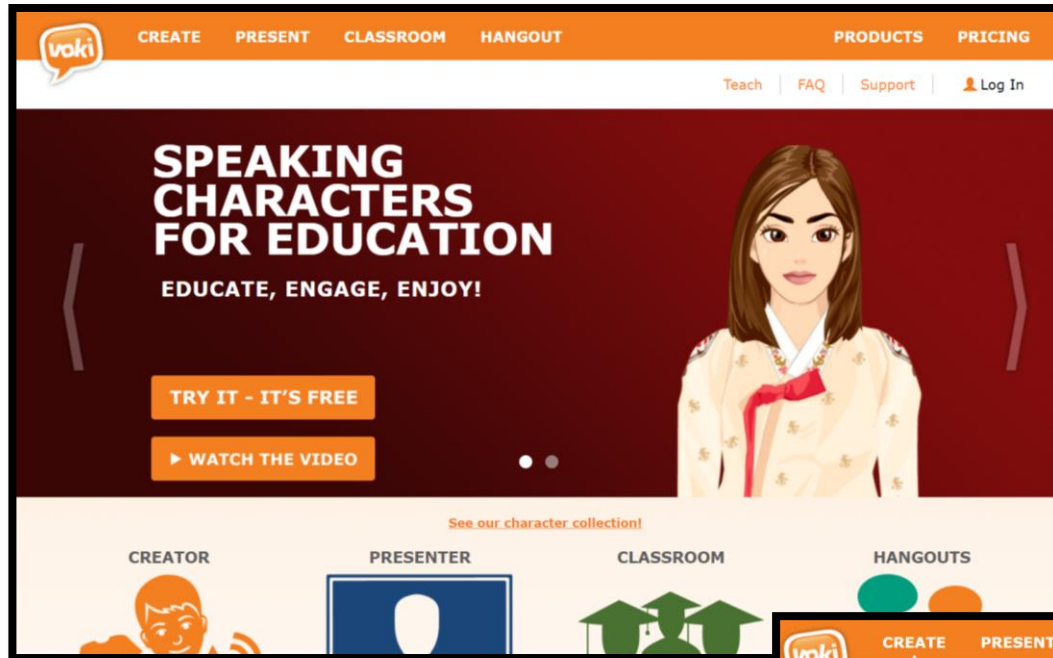 voki CREATE PRESENT CLASSROOM HANGOUT PRODUCTS PRICING
Teach FAQ Support Log In
SPEAKING
CHARACTERS
FOR EDUCATION
EDUCATE, ENGAGE, ENJOY!
TRY IT - IT'S FREE
WATCH THE VIDEO
See our character collection!
CREATOR PRESENTER CLASSROOM HANGOUTS
voki CREATE PRESENT